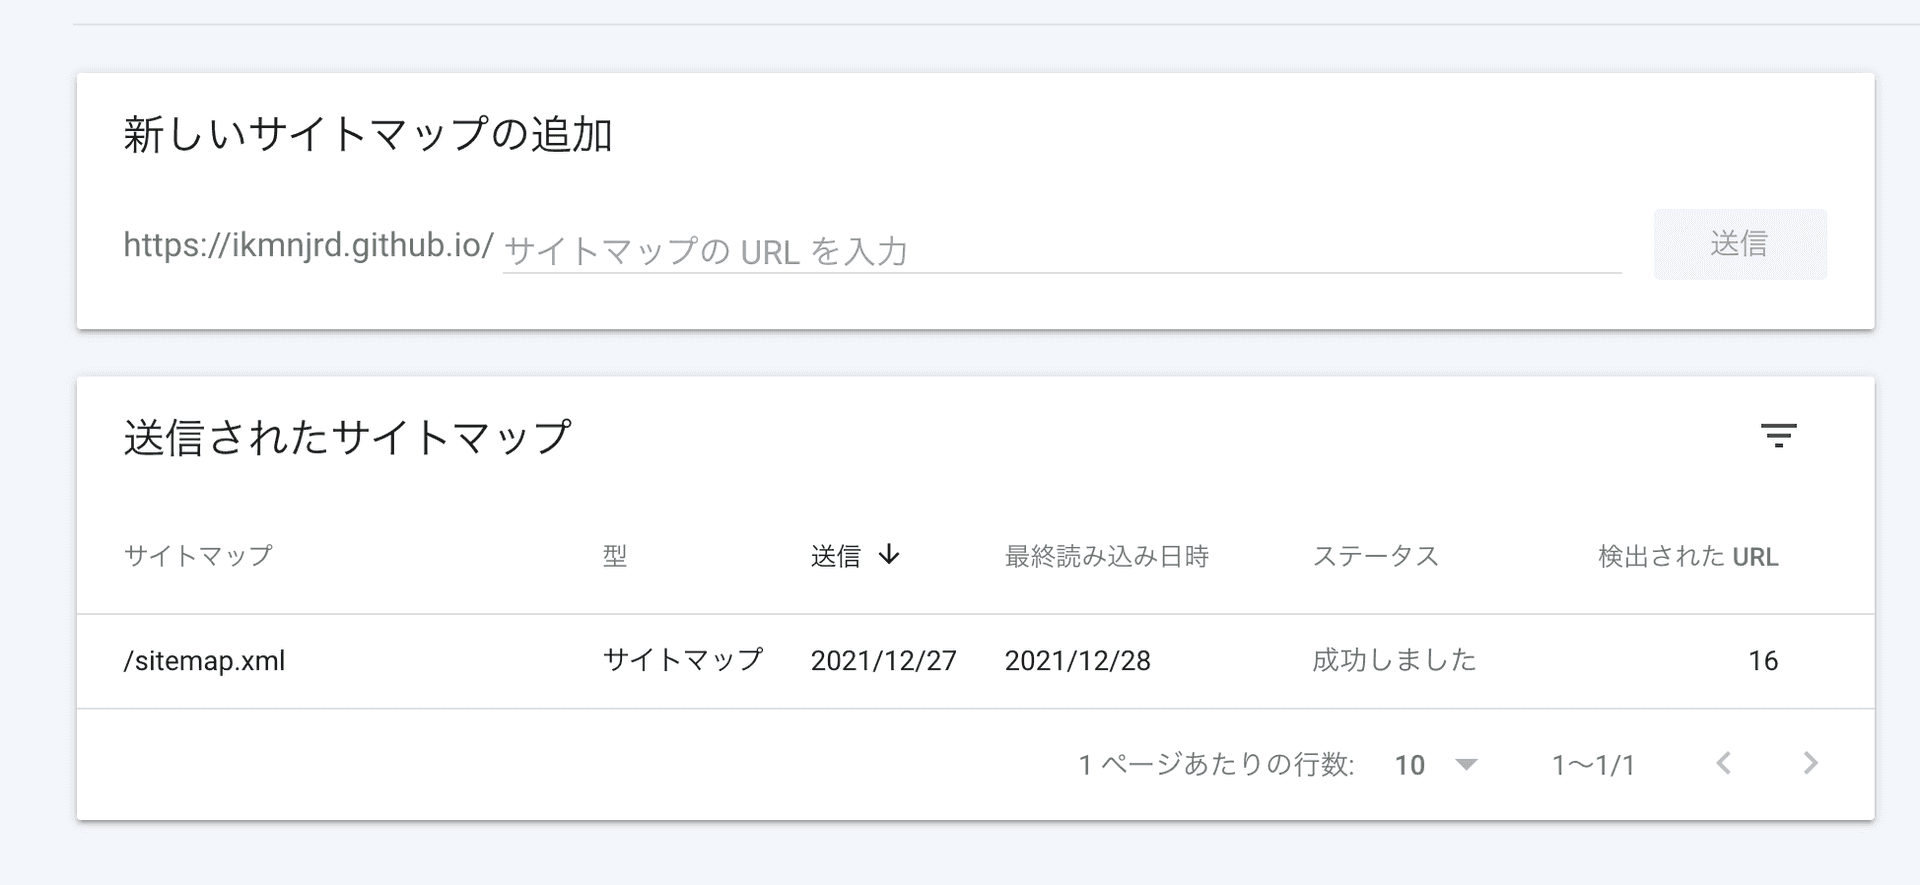 新しいサイトマップの追加
https://ikmnjrd.github.io/ サイトマップの URL を入力 送信
送信されたサイトマップ
サイトマップ 型 送信 ↓ 最終読み込み日時 ステータス 検出された URL
/sitemap.xml サイトマップ 2021/12/27 2021/12/28 成功しました 16
1 ページあたりの行数: 10 1～1/1